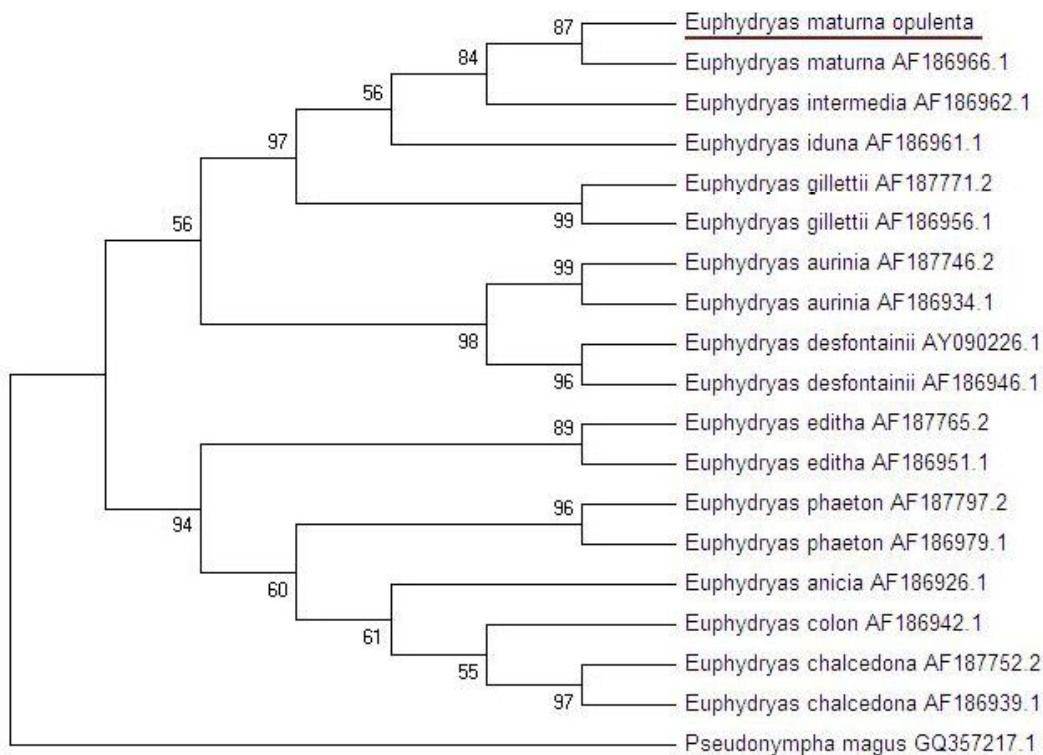 87
Euphydryas maturna opulenta
Euphydryas maturna AF186966.1
84
Euphydryas intermedia AF186962.1
56
Euphydryas iduna AF186961.1
97
Euphydryas gillettii AF187771.2
99
Euphydryas gillettii AF186956.1
56
Euphydryas aurinia AF187746.2
99
Euphydryas aurinia AF186934.1
98
Euphydryas desfontainii AY090226.1
96
Euphydryas desfontainii AF186946.1
89
Euphydryas editha AF187765.2
Euphydryas editha AF186951.1
94
96
Euphydryas phaeton AF187797.2
Euphydryas phaeton AF186979.1
60
Euphydryas anicia AF186926.1
61
Euphydryas colon AF186942.1
55
Euphydryas chalcedona AF187752.2
97
Euphydryas chalcedona AF186939.1
Pseudonympha magus GQ357217.1